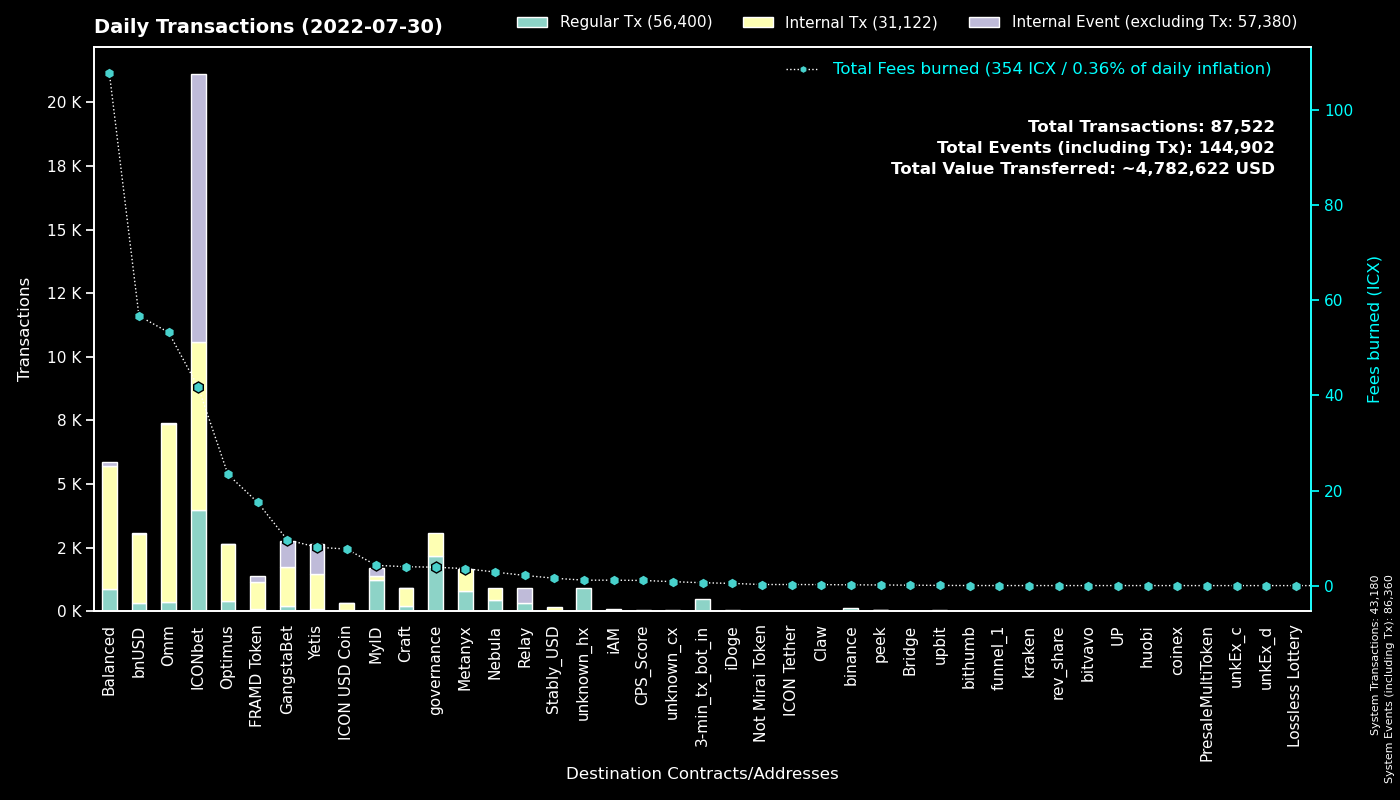 Daily Transactions (2022-07-30)
Regular Tx (56,400)
Internal Tx (31,122)
Internal Event (excluding Tx: 57,380)
Total Fees burned (354 ICX / 0.36% of daily inflation)
Total Transactions: 87,522
Total Events (including Tx): 144,902
Total Value Transferred: ~4,782,622 USD
Transactions
20 K
18 K
15 K
12 K
10 K
8 K
5 K
2 K
0 K
Fees burned (ICX)
100
80
60
40
20
0
Balanced
bnUSD
Omm
ICONbet
Optimus
FRAMD Token
GangstaBet
Yetis
ICON USD Coin
MyID
Craft
governance
Metanyx
Nebula
Relay
Stably_USD
unknown_hx
iAM
CPS_Score
unknown_cx
3-min_tx_bot_in
iDoge
Not Mirai Token
ICON Tether
Claw
binance
peek
Bridge
upbit
bithumb
funnel_1
kraken
rev_share
bitvavo
UP
huobi
coinex
PresaleMultiToken
unkEx_c
unkEx_d
Lossless Lottery
Destination Contracts/Addresses
System Transactions: 43,180
System Events (including Tx): 86,360